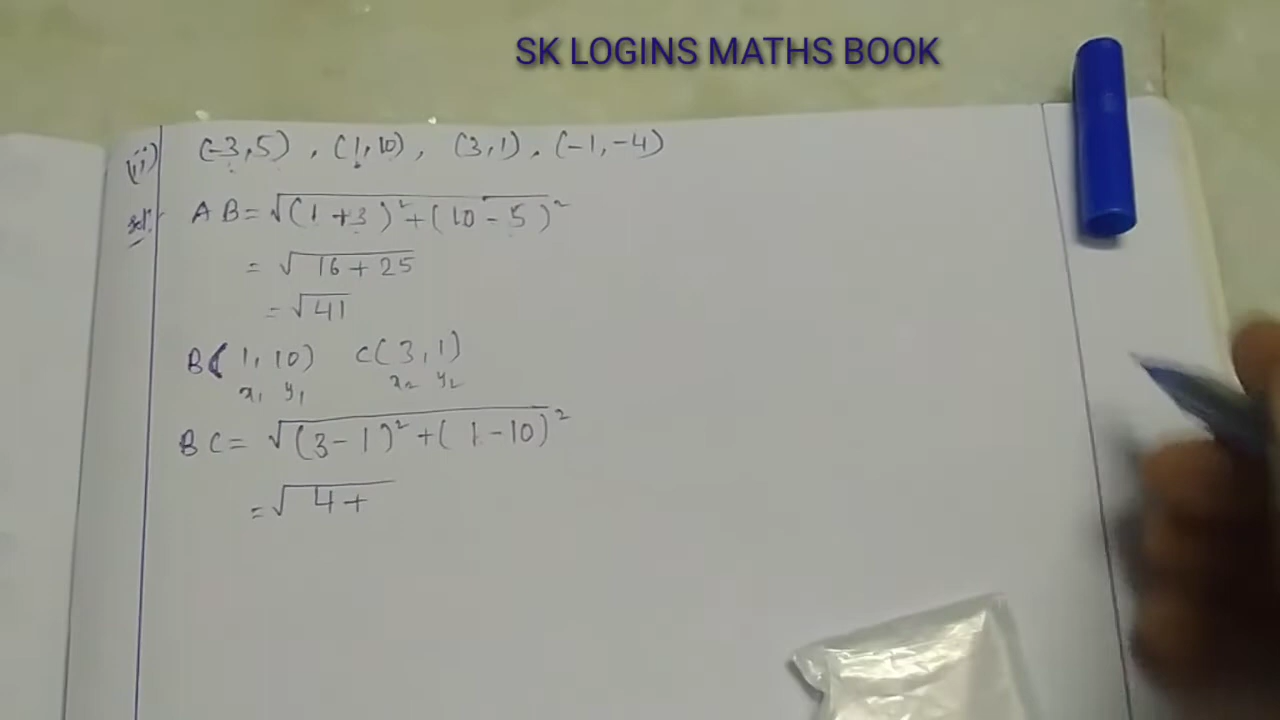 SK LOGINS MATHS BOOK
(ii) (-3,5), (1,10), (3,1), (-1,-4)
sol: AB = √(1+3)² + (10-5)²
= √16+25
= √41
B(1,10) C(3,1)
x₁ y₁ x₂ y₂
BC = √(3-1)² + (1-10)²
= √4+